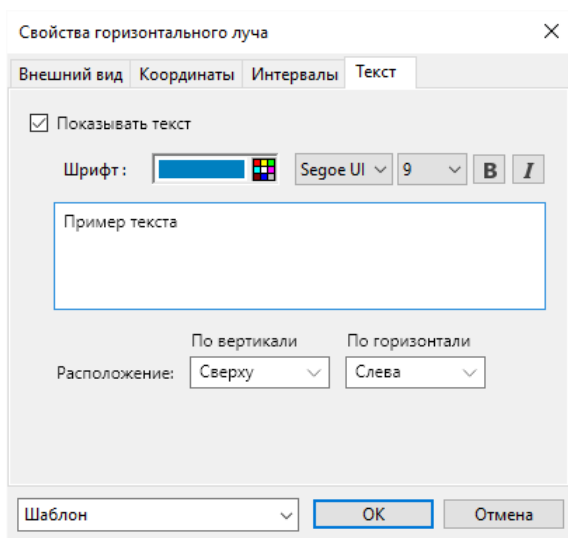 Свойства горизонтального луча
Внешний вид Координаты Интервалы Текст
Показывать текст
Шрифт: Segoe UI 9 B I
Пример текста
По вертикали По горизонтали
Расположение: Сверху Слева
Шаблон ОК Отмена